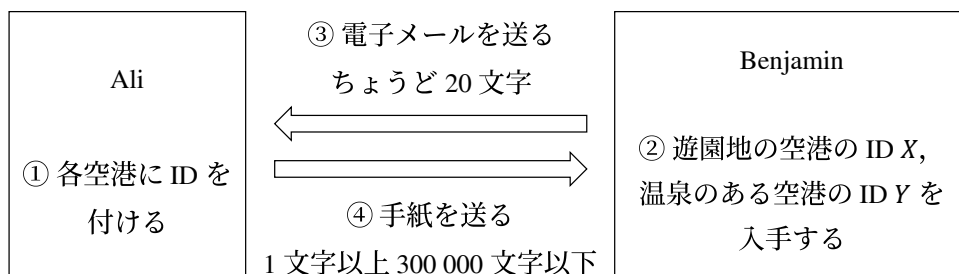 Ali
① 各空港に ID を
付ける
③ 電子メールを送る
ちょうど 20 文字
④ 手紙を送る
1 文字以上 300 000 文字以下
Benjamin
② 遊園地の空港の ID X,
温泉のある空港の ID Y を
入手する